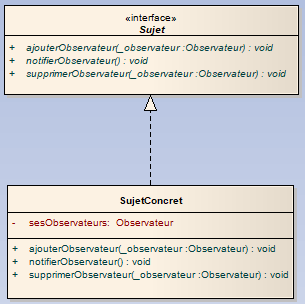 «interface»
Sujet
+ ajouterObservateur(_observateur :Observateur) : void
+ notifierObservateur() : void
+ supprimerObservateur(_observateur :Observateur) : void
SujetConcret
- sesObservateurs: Observateur
+ ajouterObservateur(_observateur :Observateur) : void
+ notifierObservateur() : void
+ supprimerObservateur(_observateur :Observateur) : void